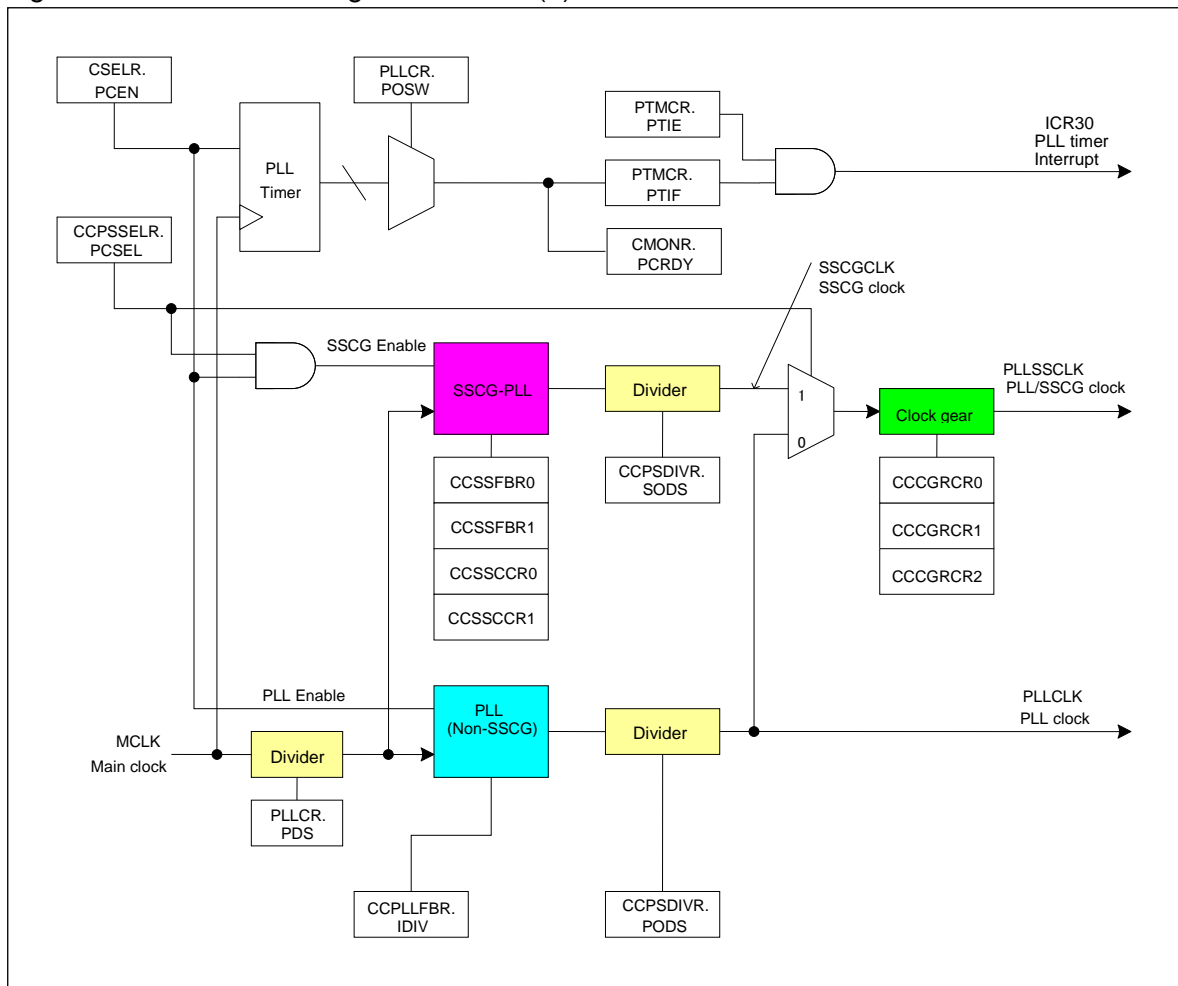 CSELR.
PCEN
PLLCR.
POSW
PTMCR.
PTIE
ICR30
PLL timer
Interrupt
PLL
Timer
PTMCR.
PTIF
CCPSSELR.
PCSEL
CMONR.
PCRDY
SSCGCLK
SSCG clock
SSCG Enable
SSCG-PLL
Divider
1
0
PLLSSCLK
PLL/SSCG clock
Clock gear
CCSSFBR0
CCSSFBR1
CCSSCCR0
CCSSCCR1
CCPSDIVR.
SODS
CCCGRCR0
CCCGRCR1
CCCGRCR2
PLL Enable
PLL
(Non-SSCG)
Divider
PLLCLK
PLL clock
MCLK
Main clock
Divider
PLLCR.
PDS
CCPLLFBR.
IDIV
CCPSDIVR.
PODS